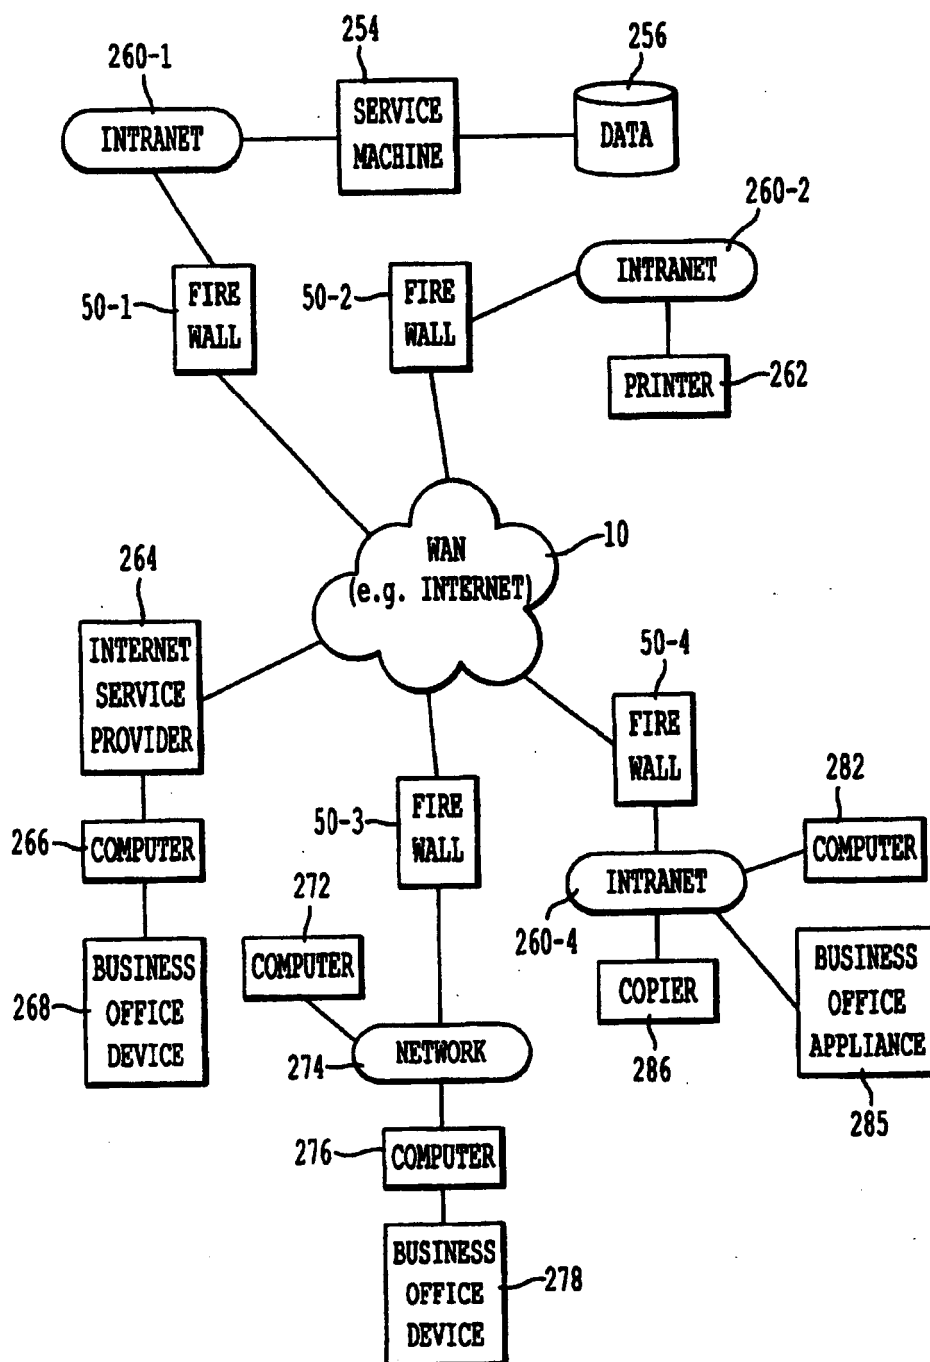 254
256
260-1
SERVICE
MACHINE
INTRANET
DATA
260-2
INTRANET
FIRE
WALL
50-1
FIRE
WALL
50-2
PRINTER
262
10
WAN
(e.g. INTERNET)
264
INTERNET
SERVICE
PROVIDER
50-4
FIRE
WALL
282
50-3
FIRE
WALL
266
COMPUTER
COMPUTER
INTRANET
260-4
272
COMPUTER
BUSINESS
OFFICE
DEVICE
268
COPIER
286
BUSINESS
OFFICE
APPLIANCE
285
NETWORK
274
276
COMPUTER
BUSINESS
OFFICE
DEVICE
278